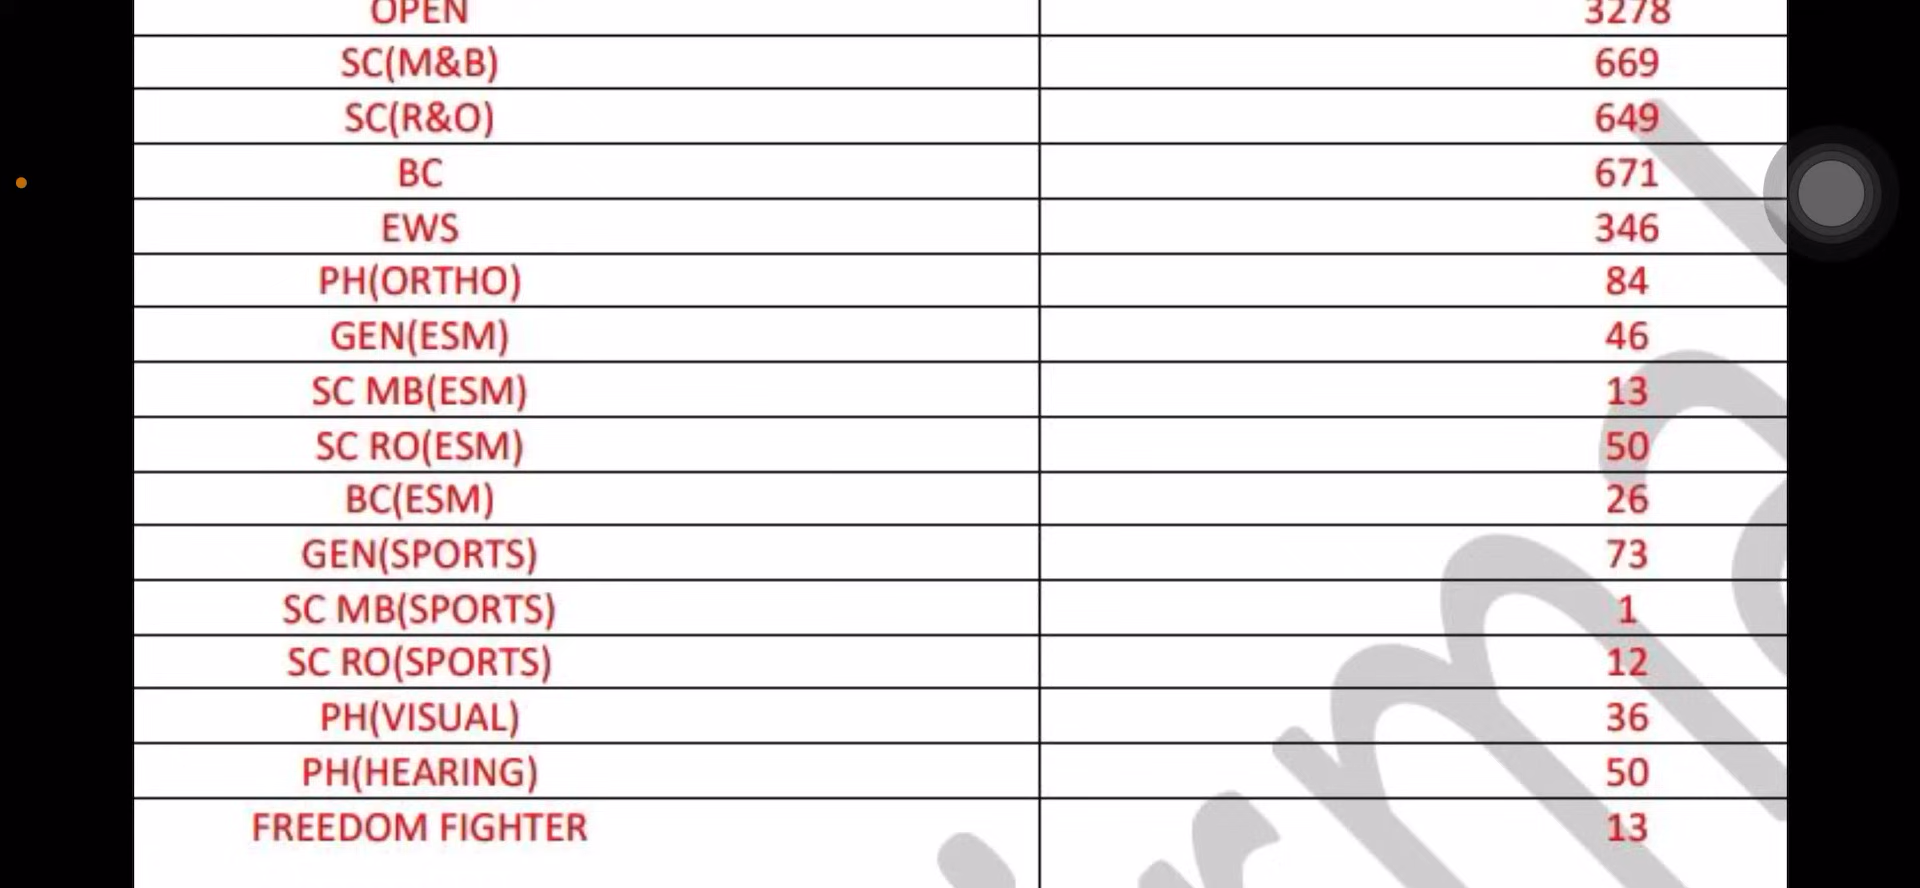 OPEN 3278
SC(M&B) 669
SC(R&O) 649
BC 671
EWS 346
PH(ORTHO) 84
GEN(ESM) 46
SC MB(ESM) 13
SC RO(ESM) 50
BC(ESM) 26
GEN(SPORTS) 73
SC MB(SPORTS) 1
SC RO(SPORTS) 12
PH(VISUAL) 36
PH(HEARING) 50
FREEDOM FIGHTER 13